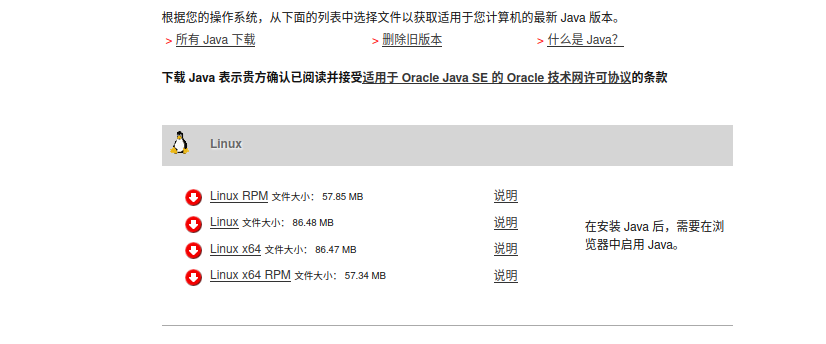 根据您的操作系统，从下面的列表中选择文件以获取适用于您计算机的最新 Java 版本。
> 所有 Java 下载 > 删除旧版本 > 什么是 Java?
下载 Java 表示贵方确认已阅读并接受适用于 Oracle Java SE 的 Oracle 技术网许可协议的条款
Linux
Linux RPM 文件大小： 57.85 MB 说明
Linux 文件大小： 86.48 MB 说明
Linux x64 文件大小： 86.47 MB 说明
Linux x64 RPM 文件大小： 57.34 MB 说明
在安装 Java 后，需要在浏
览器中启用 Java。